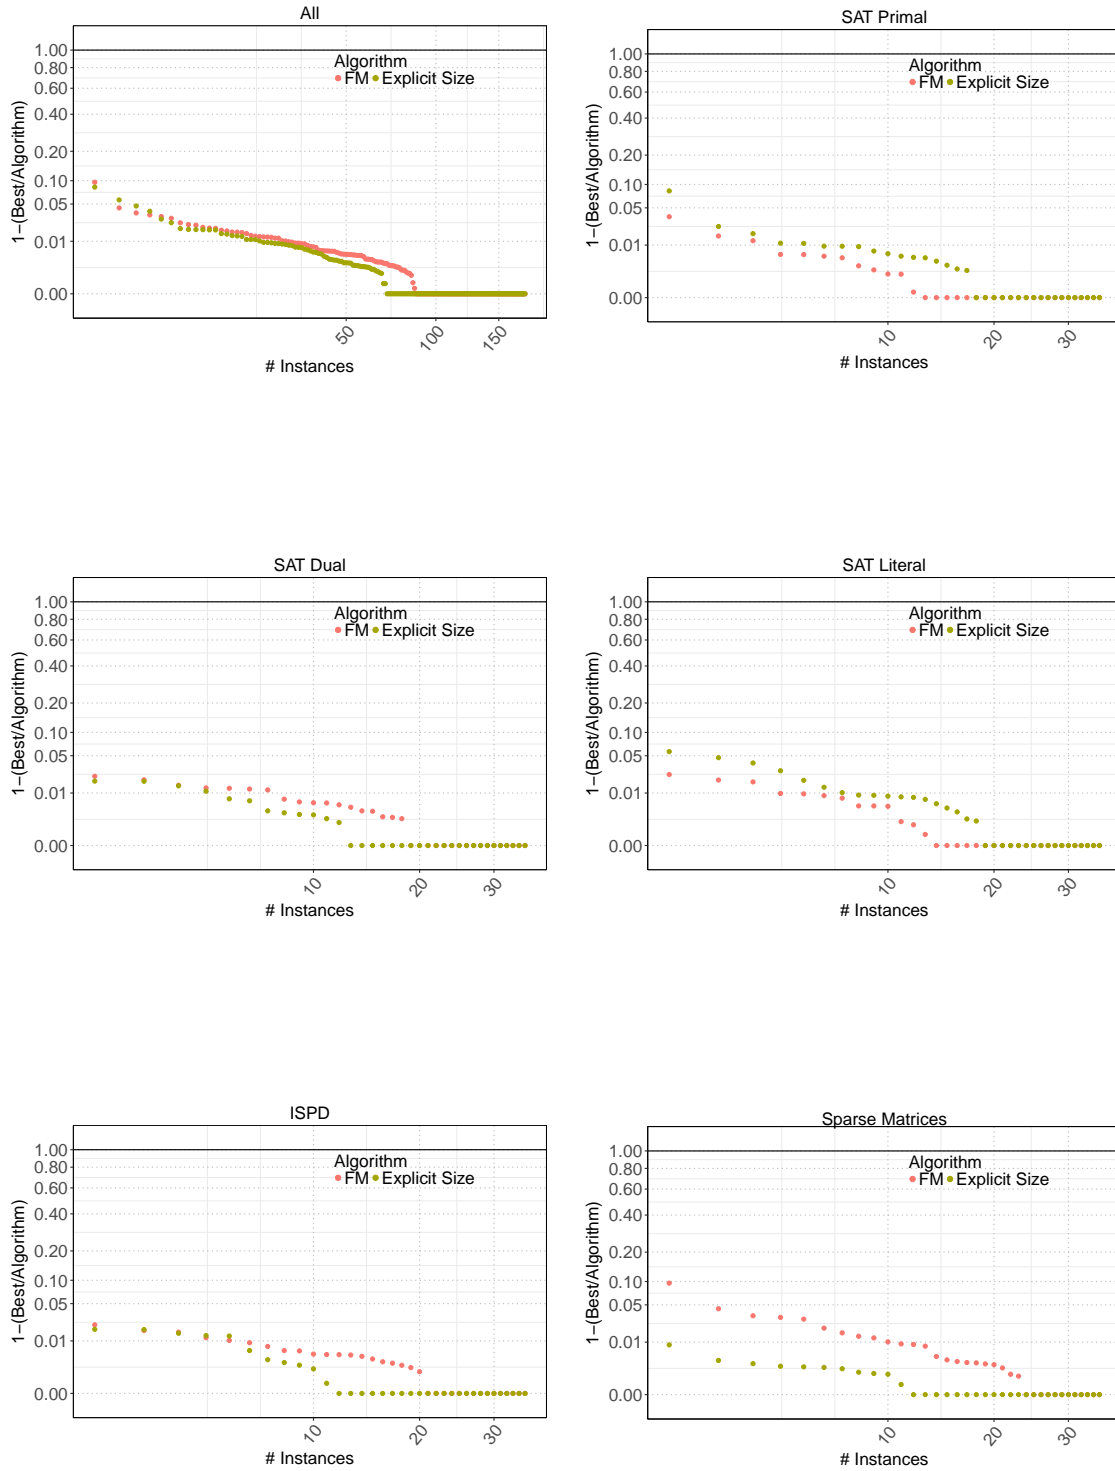 All
1−(Best/Algorithm)
1.00
0.80
0.60
0.40
0.20
0.10
0.05
0.01
0.00
Algorithm
FM Explicit Size
50
100
150
# Instances
SAT Primal
1−(Best/Algorithm)
1.00
0.80
0.60
0.40
0.20
0.10
0.05
0.01
0.00
Algorithm
FM Explicit Size
10
20
30
# Instances
SAT Dual
1−(Best/Algorithm)
1.00
0.80
0.60
0.40
0.20
0.10
0.05
0.01
0.00
Algorithm
FM Explicit Size
10
20
30
# Instances
SAT Literal
1−(Best/Algorithm)
1.00
0.80
0.60
0.40
0.20
0.10
0.05
0.01
0.00
Algorithm
FM Explicit Size
10
20
30
# Instances
ISPD
1−(Best/Algorithm)
1.00
0.80
0.60
0.40
0.20
0.10
0.05
0.01
0.00
Algorithm
FM Explicit Size
10
20
30
# Instances
Sparse Matrices
1−(Best/Algorithm)
1.00
0.80
0.60
0.40
0.20
0.10
0.05
0.01
0.00
Algorithm
FM Explicit Size
10
20
30
# Instances